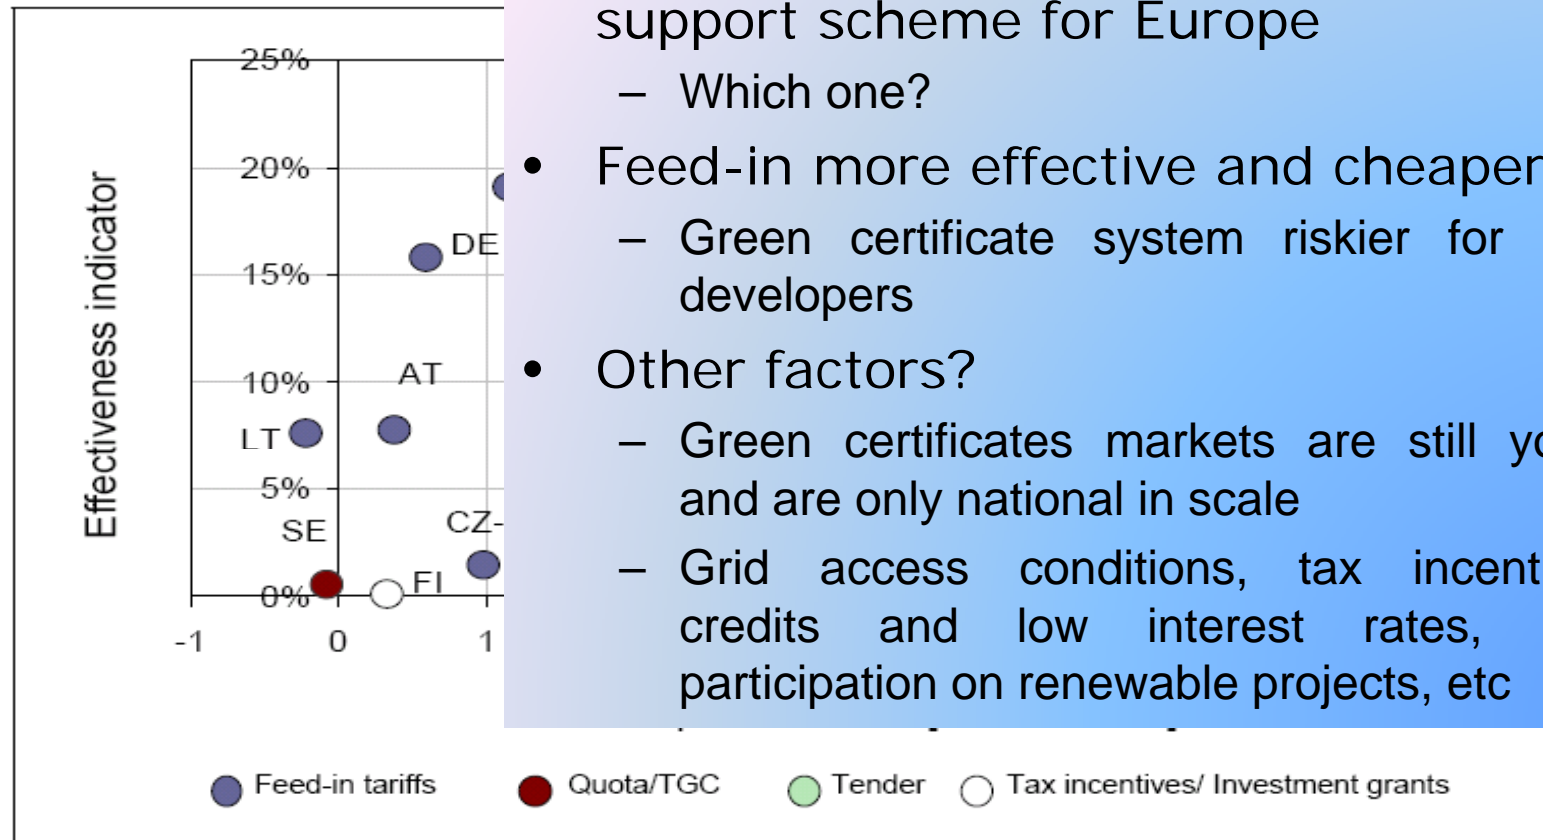 25%
20%
15%
10%
5%
0%
-1
0
1
Effectiveness indicator
DE
AT
LT
SE
CZ-
FI
support scheme for Europe
– Which one?
• Feed-in more effective and cheaper
– Green certificate system riskier for
developers
• Other factors?
– Green certificates markets are still
and are only national in scale
– Grid access conditions, tax
credits and low interest rates,
participation on renewable projects, etc
Feed-in tariffs
Quota/TGC
Tender
Tax incentives/ Investment grants